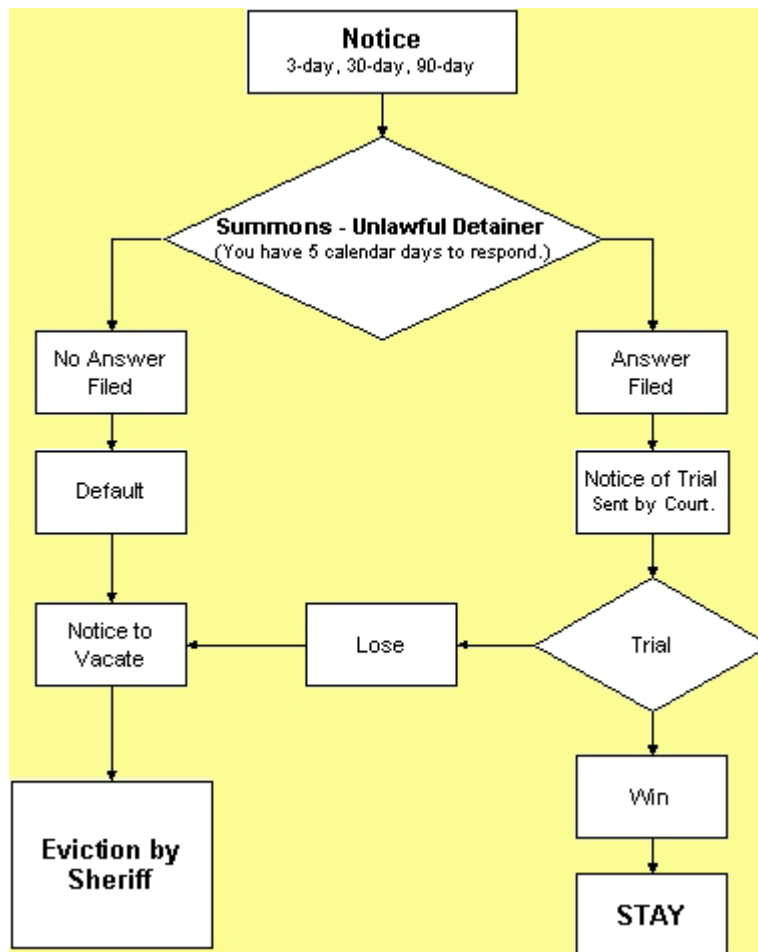 Notice
3-day, 30-day, 90-day
Summons - Unlawful Detainer
(You have 5 calendar days to respond.)
No Answer
Filed
Answer
Filed
Default
Notice of Trial
Sent by Court.
Notice to
Vacate
Lose
Trial
Win
Eviction by
Sheriff
STAY